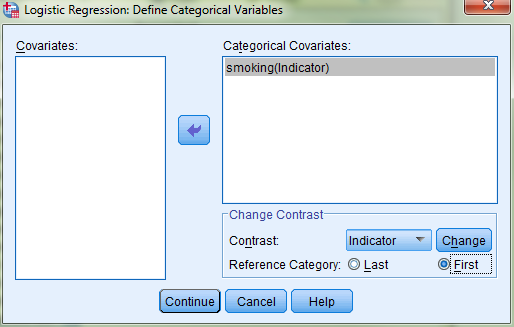 Logistic Regression: Define Categorical Variables
Covariates:
Categorical Covariates:
smoking(Indicator)
Change Contrast
Contrast: Indicator Change
Reference Category: Last First
Continue Cancel Help